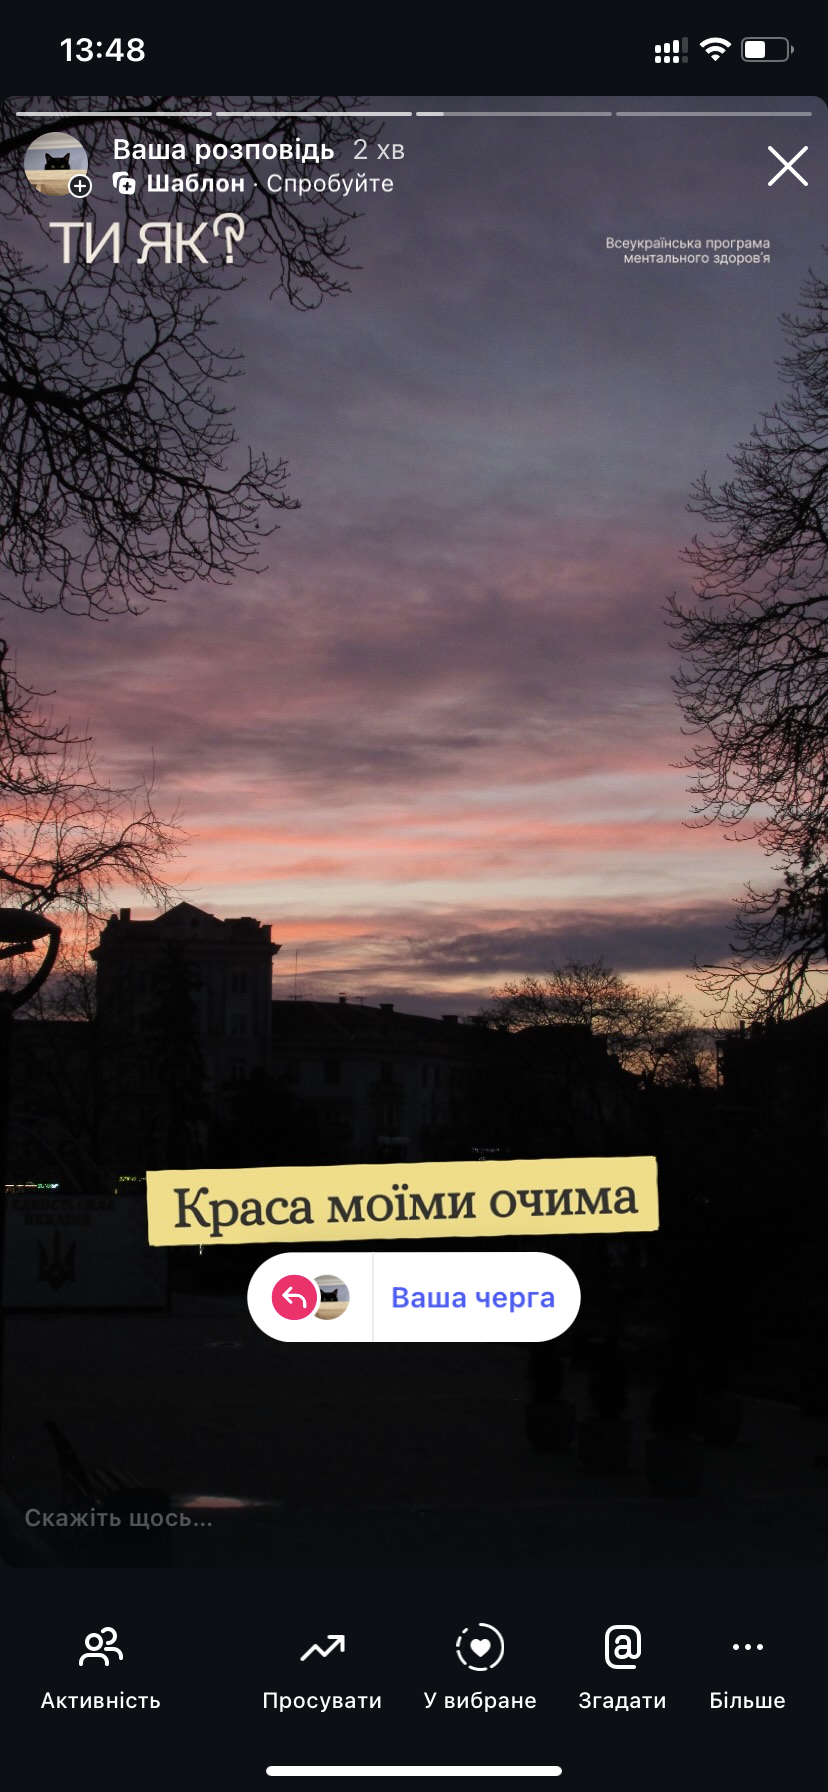 13:48
Ваша розповідь 2 хв
Шаблон · Спробуйте
ТИ ЯК?
Всеукраїнська програма
ментального здоров'я
Краса моїми очима
Ваша черга
Скажіть щось...
Активність
Просувати
У вибране
Згадати
Більше